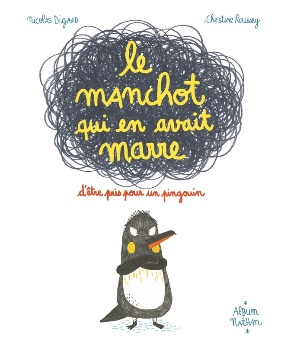 Nicolas Digard
Christine Roussey
le
manchot
qui en avait
marre
d'être pris pour un pingouin
*
Album
NATHAN
*